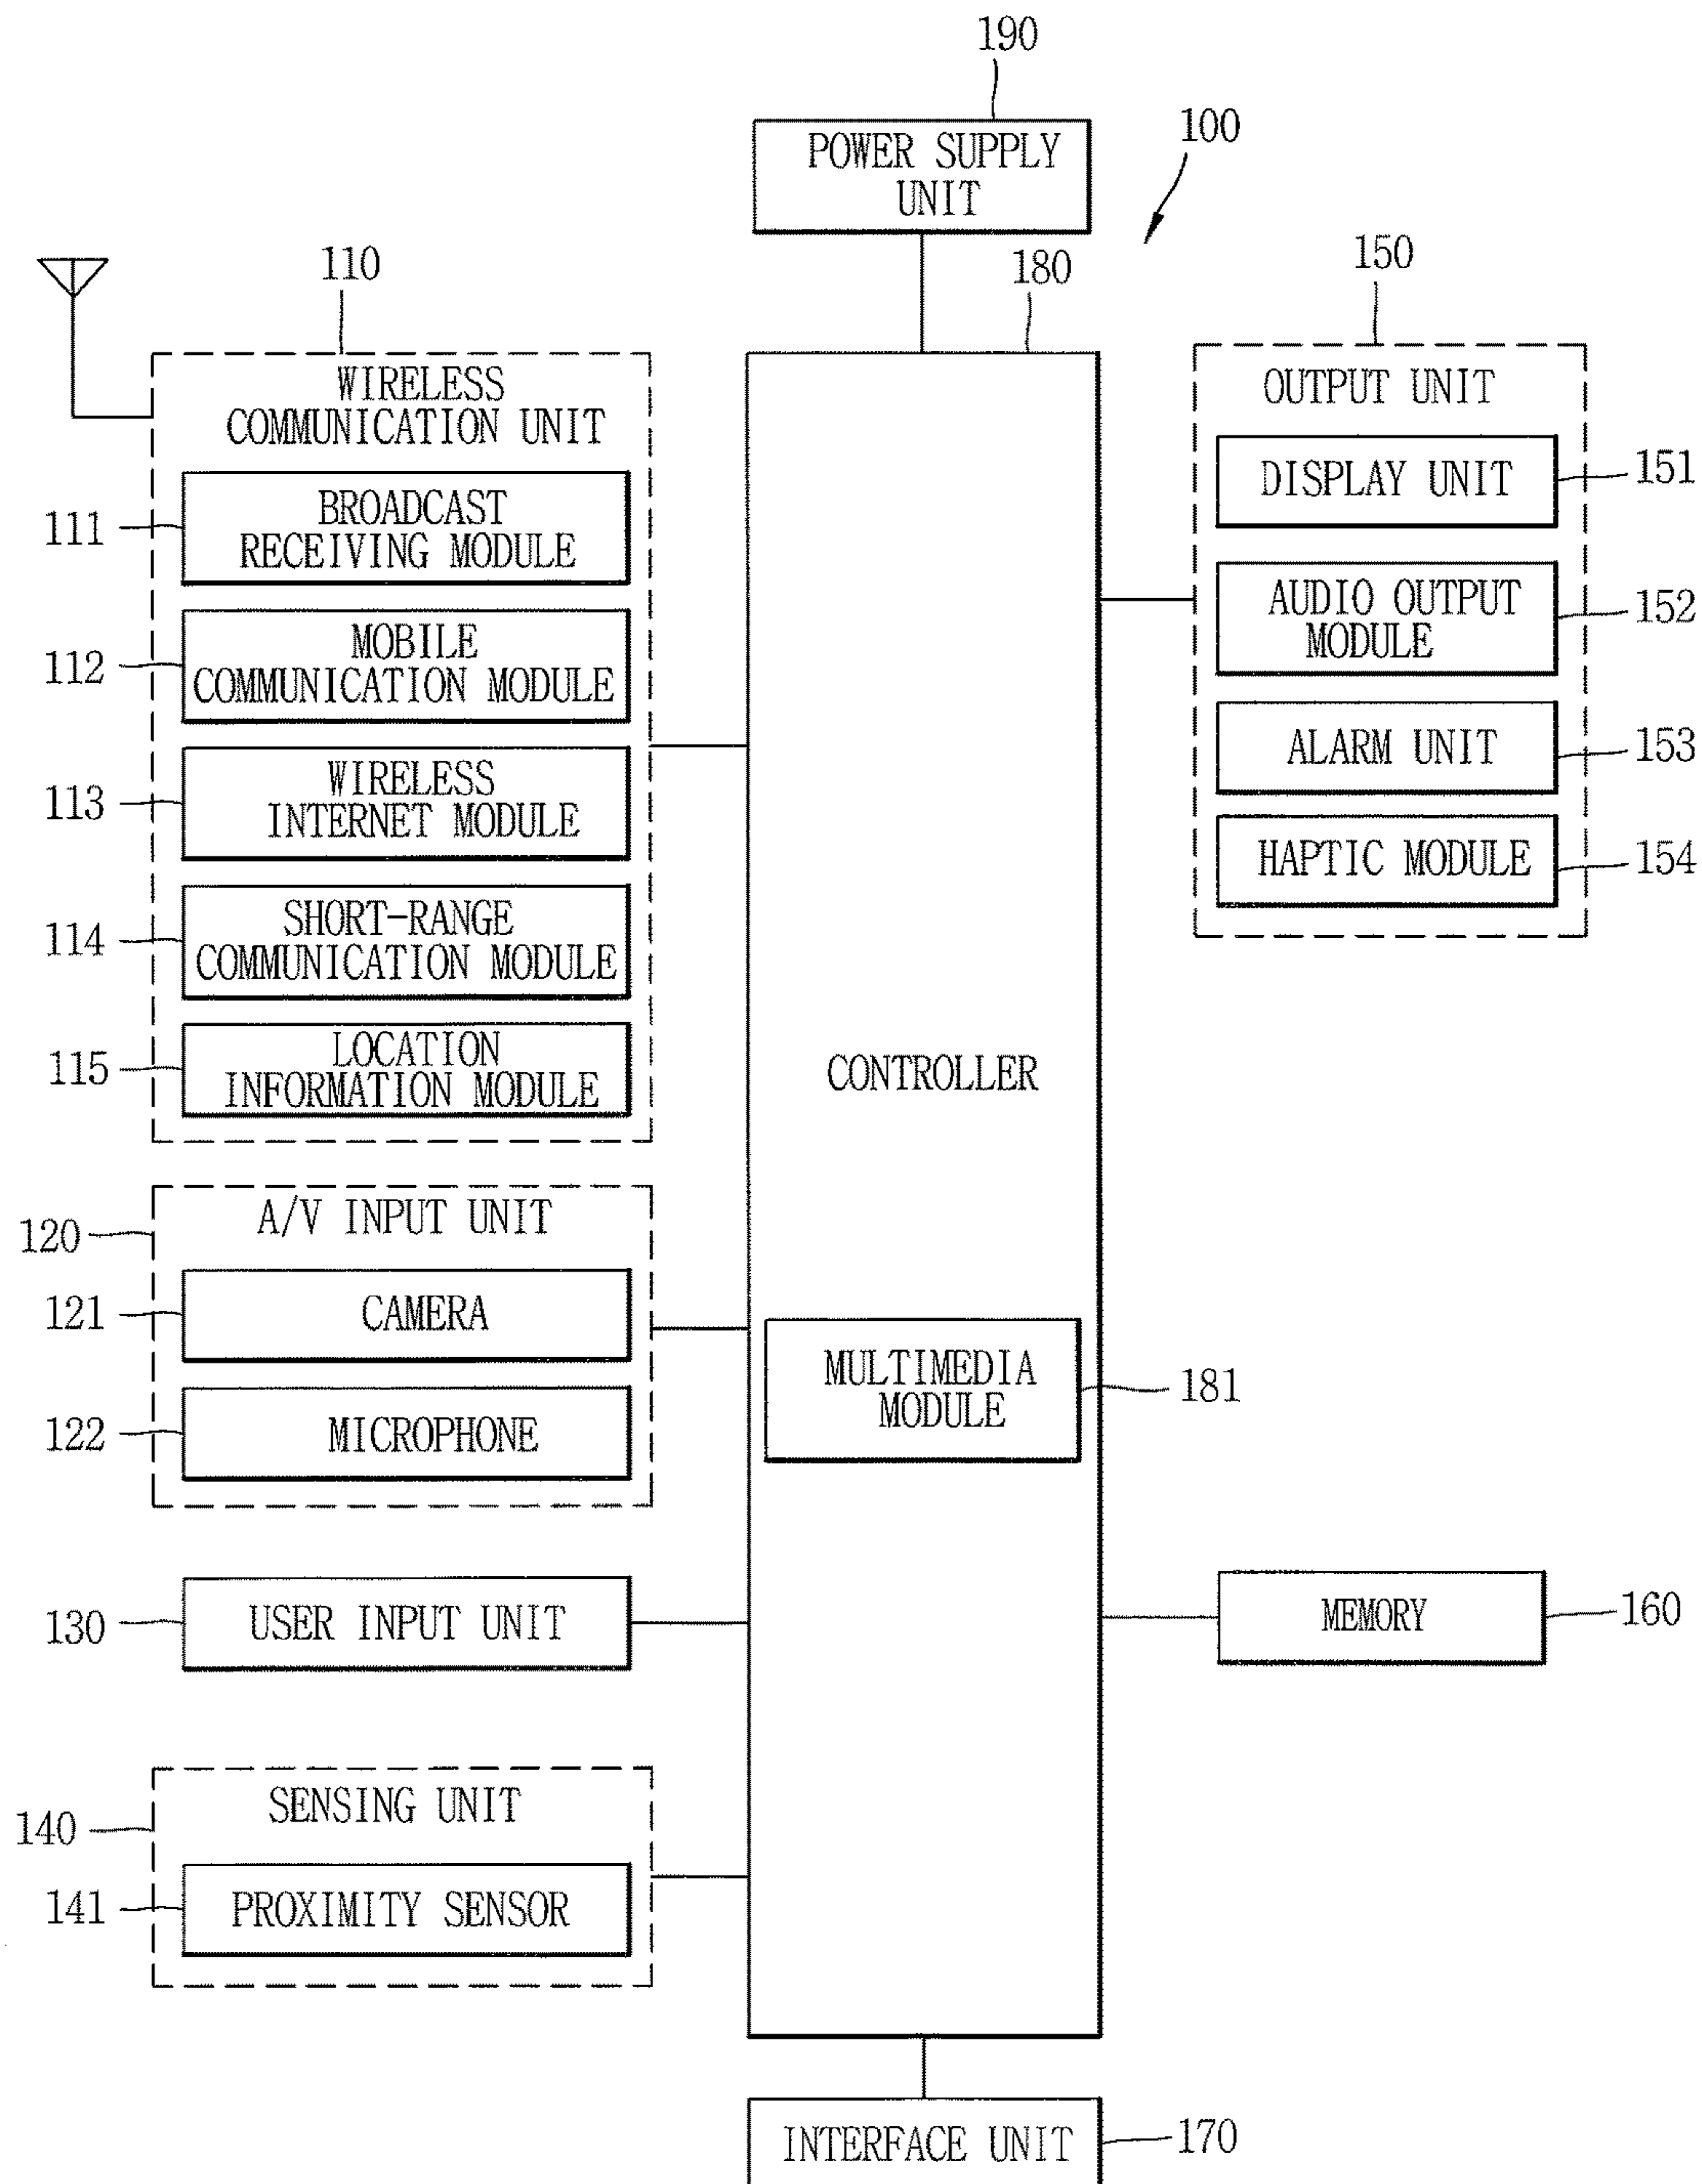 190
POWER SUPPLY
UNIT
100
110
180
150
WIRELESS
COMMUNICATION UNIT
111
BROADCAST
RECEIVING MODULE
112
MOBILE
COMMUNICATION MODULE
113
WIRELESS
INTERNET MODULE
114
SHORT-RANGE
COMMUNICATION MODULE
115
LOCATION
INFORMATION MODULE
120
A/V INPUT UNIT
121
CAMERA
122
MICROPHONE
130
USER INPUT UNIT
140
SENSING UNIT
141
PROXIMITY SENSOR
CONTROLLER
MULTIMEDIA
MODULE
181
OUTPUT UNIT
DISPLAY UNIT
151
AUDIO OUTPUT
MODULE
152
ALARM UNIT
153
HAPTIC MODULE
154
MEMORY
160
INTERFACE UNIT
170